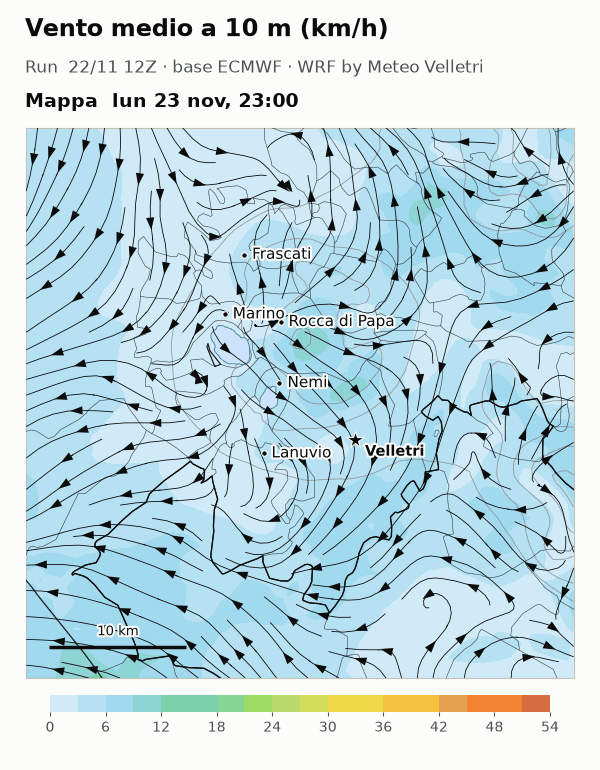 Vento medio a 10 m (km/h)
Run 22/11 12Z · base ECMWF · WRF by Meteo Velletri
Mappa lun 23 nov, 23:00
Frascati
Marino
Rocca di Papa
Nemi
Velletri
Lanuvio
10 km
0 6 12 18 24 30 36 42 48 54